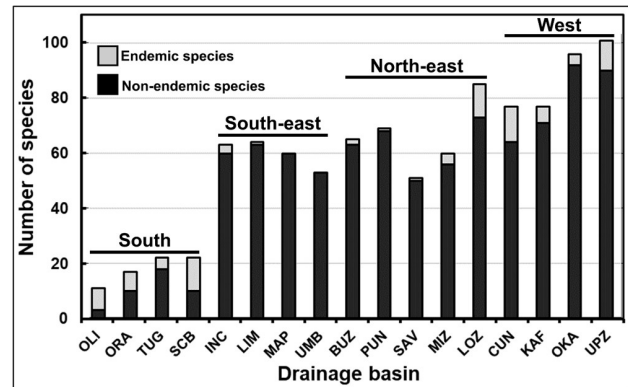 West
Endemic species
Non-endemic species
North-east
South-east
South
Number of species
100
80
60
40
20
0
OLI ORA TUG SCB INC LIM MAP UMB BUZ PUN SAV MIZ LOZ CUN KAF OKA UPZ
Drainage basin